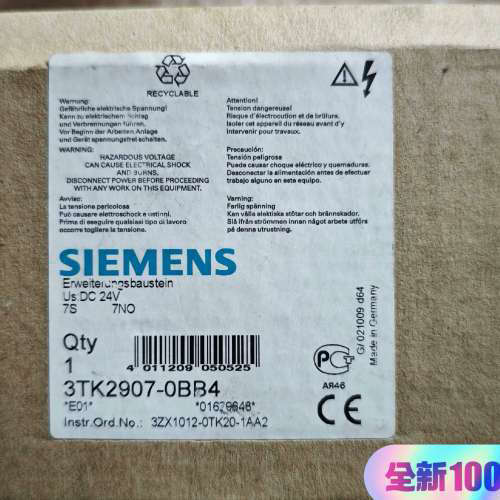 RECYCLABLE
Warnung:
Gefährliche elektrische Spannung!
Kann zu elektrischem Schlag
und Verbrennungen führen.
Vor Beginn der Arbeiten Anlage
und Gerät spannungsfrei schalten.
WARNING:
HAZARDOUS VOLTAGE
CAN CAUSE ELECTRICAL SHOCK
AND BURNS.
DISCONNECT POWER BEFORE PROCEEDING
WITH ANY WORK ON THIS EQUIPMENT.
Avviso:
La tensione pericolosa
Può causare elettroshock e ustioni.
Prima di eseguire qualsiasi tipo di lavoro
occorre togliere la tensione.
Attention!
Tension dangereuse!
Risque d'électrocution et de brûlure.
Isoler cet appareil du réseau avant d'y
intervenir pour travaux.
Precaución:
Tensión peligrosa
Puede causar choque eléctrico y quemaduras.
Desconectar la alimentación antes de efectuar
trabajo alguno en este equipo.
Varning:
Farlig spänning
Kan välla elektriska stötar och brännskador.
Slå ifrån strömmen innan något arbete utförs
på denna utrustning.
SIEMENS
Erweiterungsbaustein
Us:DC 24V
7S 7NO
Qty
1
4 011209 050525
3TK2907-0BB4
*E01* *01679646*
Instr.Ord.No.: 3ZX1012-0TK20-1AA2
G/ 021009 d64
Made in Germany
АЯ46
CE
全新100